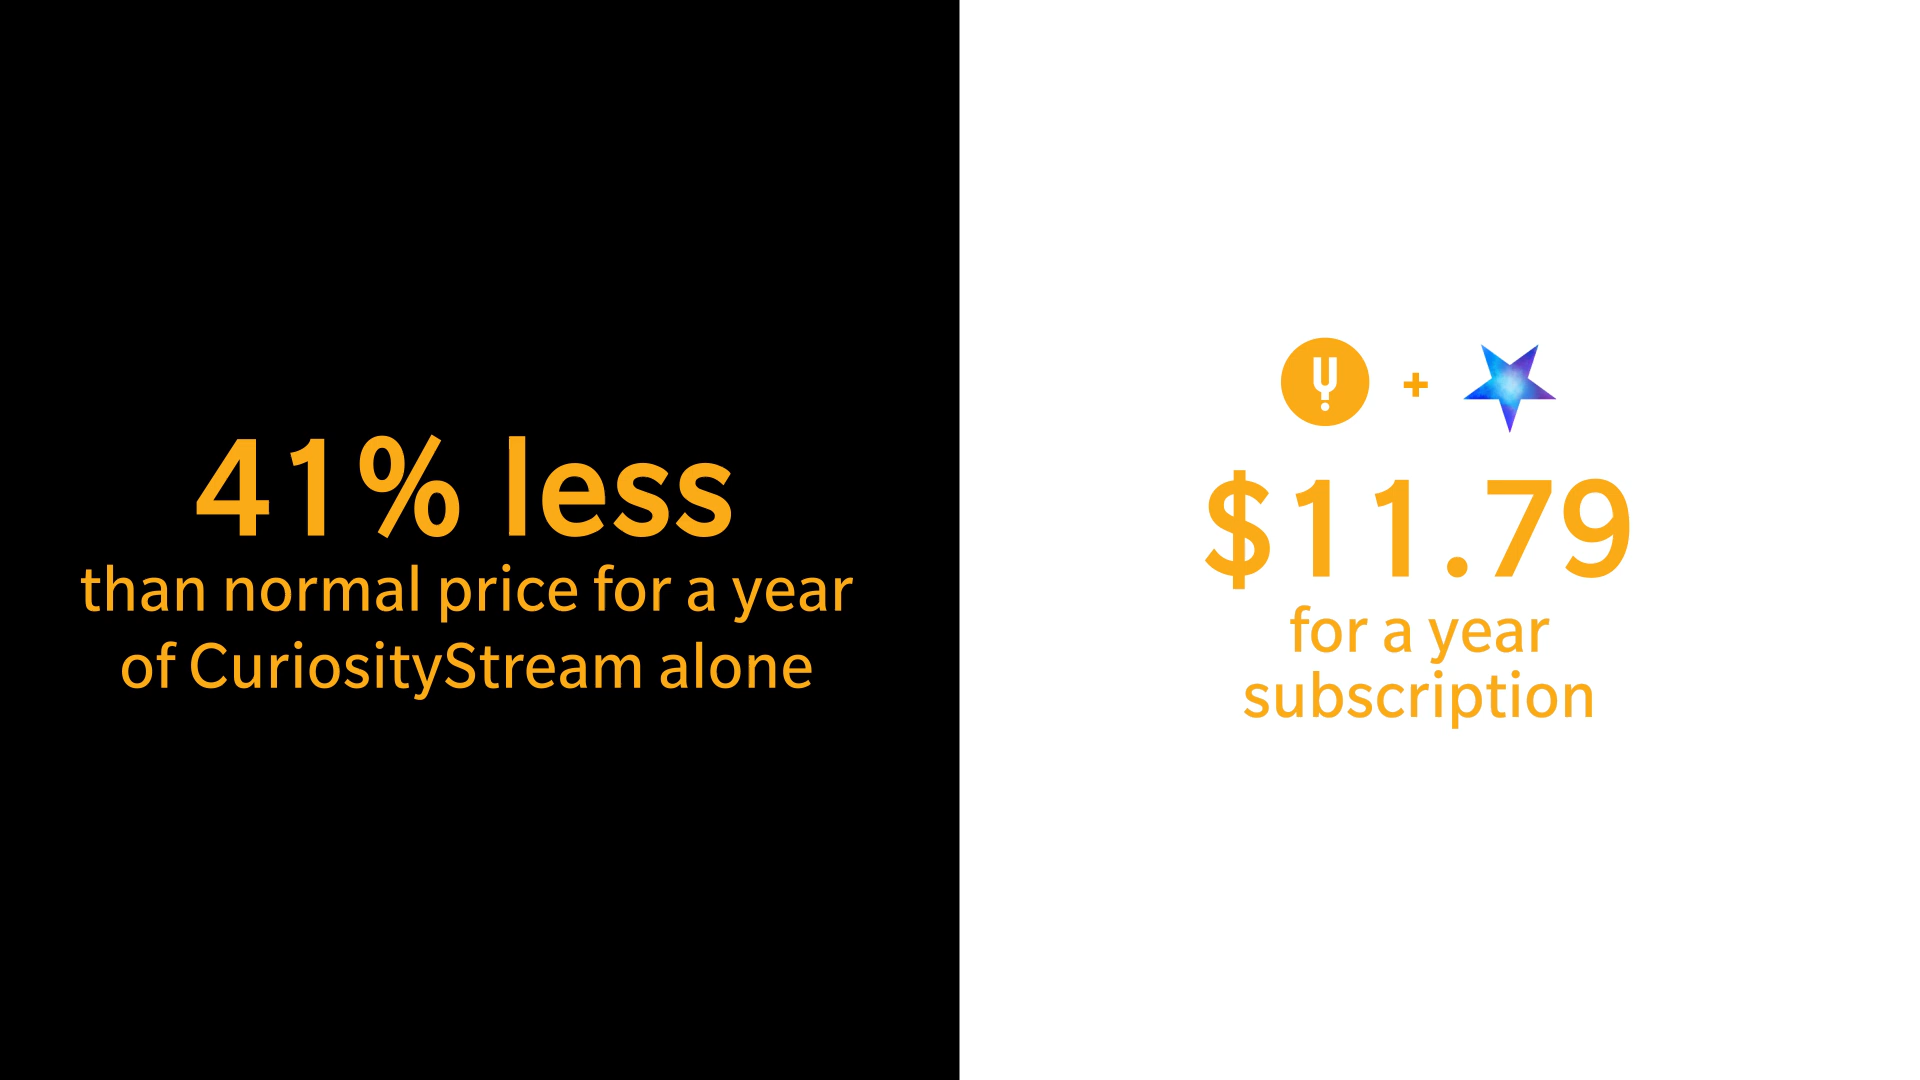 41% less
than normal price for a year
of CuriosityStream alone
+
$11.79
for a year
subscription